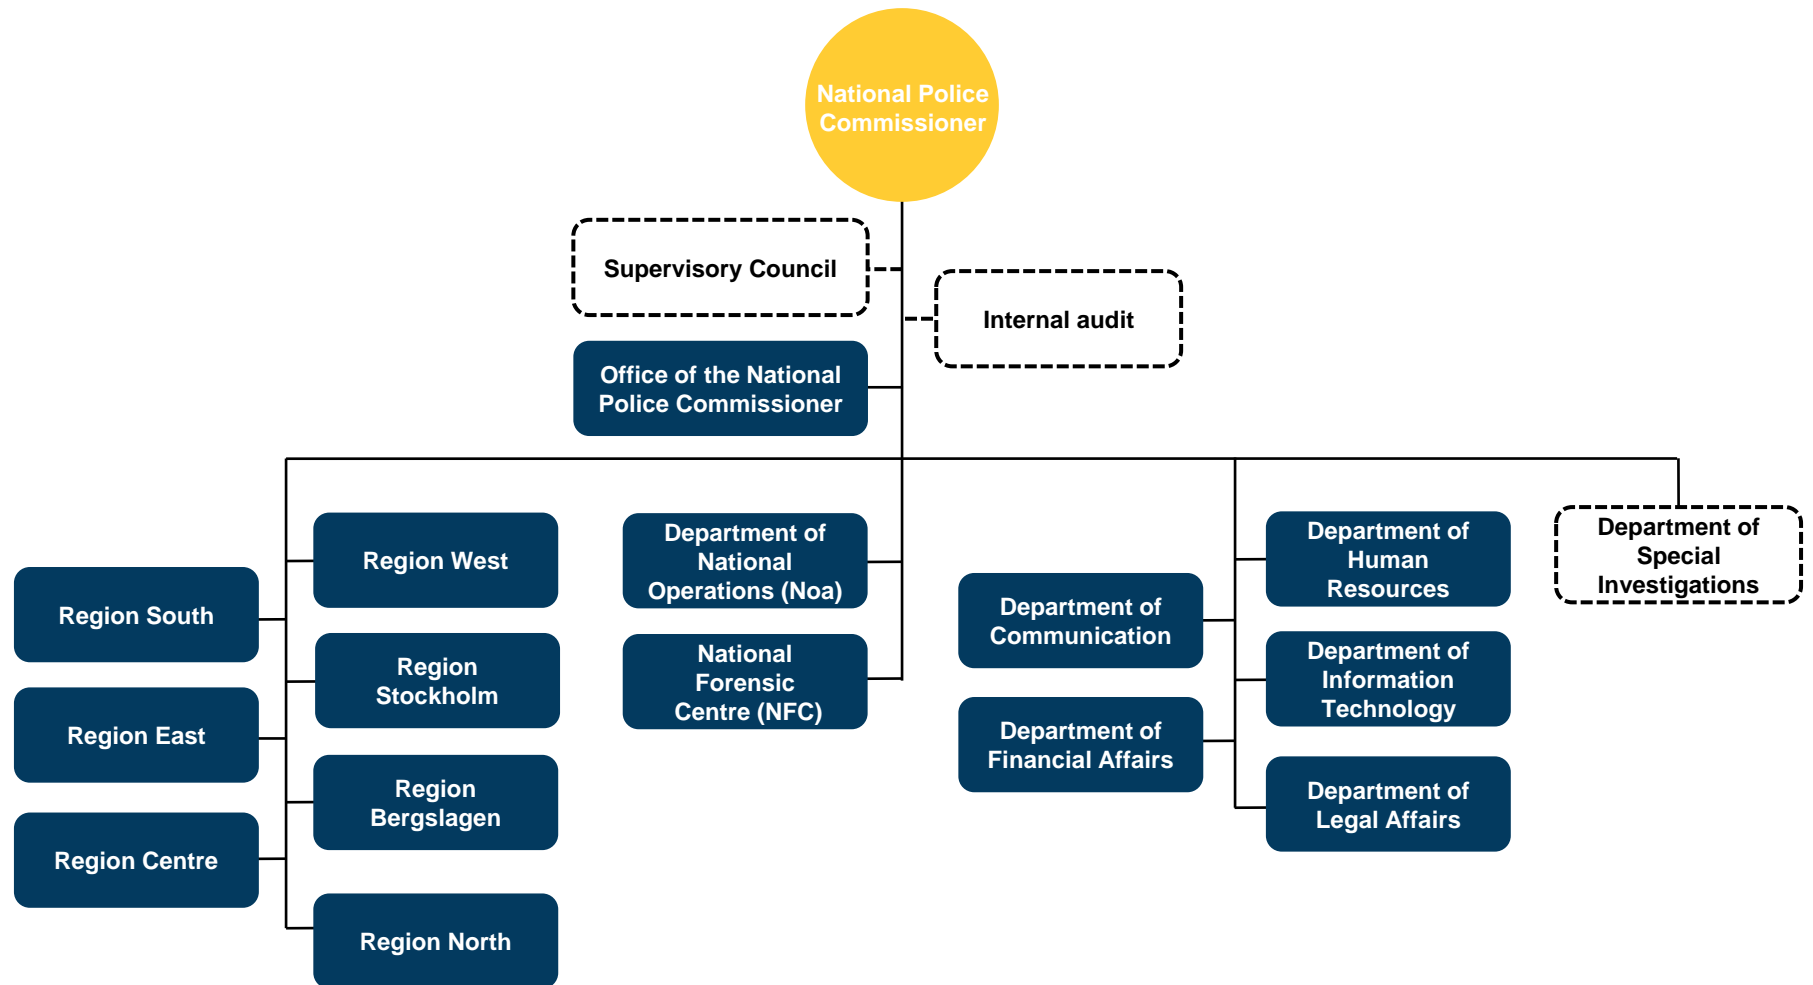 National Police
Commissioner
Supervisory Council
Internal audit
Office of the National
Police Commissioner
Region West
Region South
Region
Stockholm
Region East
Region
Bergslagen
Region Centre
Region North
Department of
National
Operations (Noa)
National
Forensic
Centre (NFC)
Department of
Communication
Department of
Financial Affairs
Department of
Human
Resources
Department of
Information
Technology
Department of
Legal Affairs
Department of
Special
Investigations